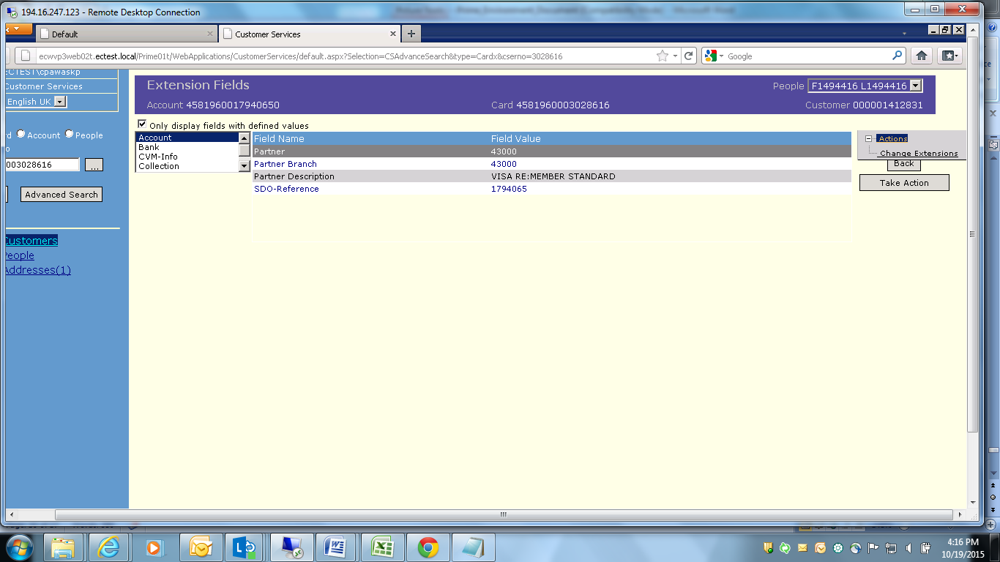 194.16.247.123 - Remote Desktop Connection
Default
Customer Services
ecwvp3web02t.ectest.local/Prime01t/WebApplications/CustomerServices/default.aspx?Selection=CSAdvanceSearch&type=Cardx&cserno=3028616
Google
:CTEST\cpawaskp
Customer Services
English UK
Extension Fields
People F1494416 L1494416
Account 4581960017940650 Card 4581960003028616 Customer 000001412831
Only display fields with defined values
rd Account People
o
003028616 ...
Advanced Search
Customers
People
Addresses(1)
Account
Bank
CVM-Info
Collection
Field Name Field Value
Partner 43000
Partner Branch 43000
Partner Description VISA RE:MEMBER STANDARD
SDO-Reference 1794065
Actions
Change Extensions
Back
Take Action
4:16 PM
10/19/2015